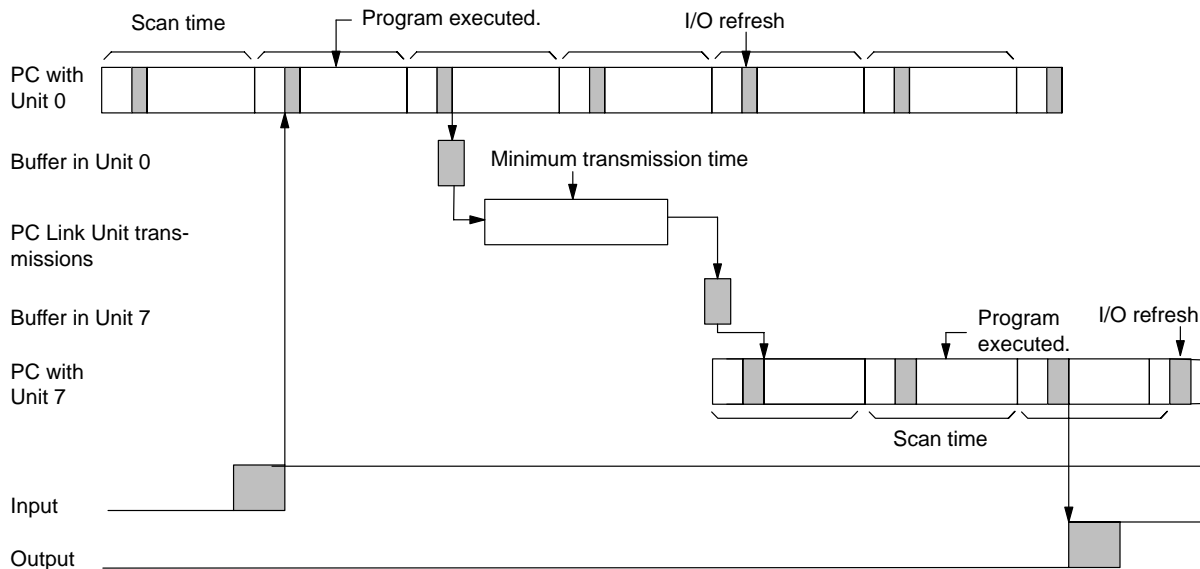 Scan time
Program executed.
I/O refresh
PC with
Unit 0
Buffer in Unit 0
Minimum transmission time
PC Link Unit trans-
missions
Buffer in Unit 7
Program
executed.
I/O refresh
PC with
Unit 7
Scan time
Input
Output